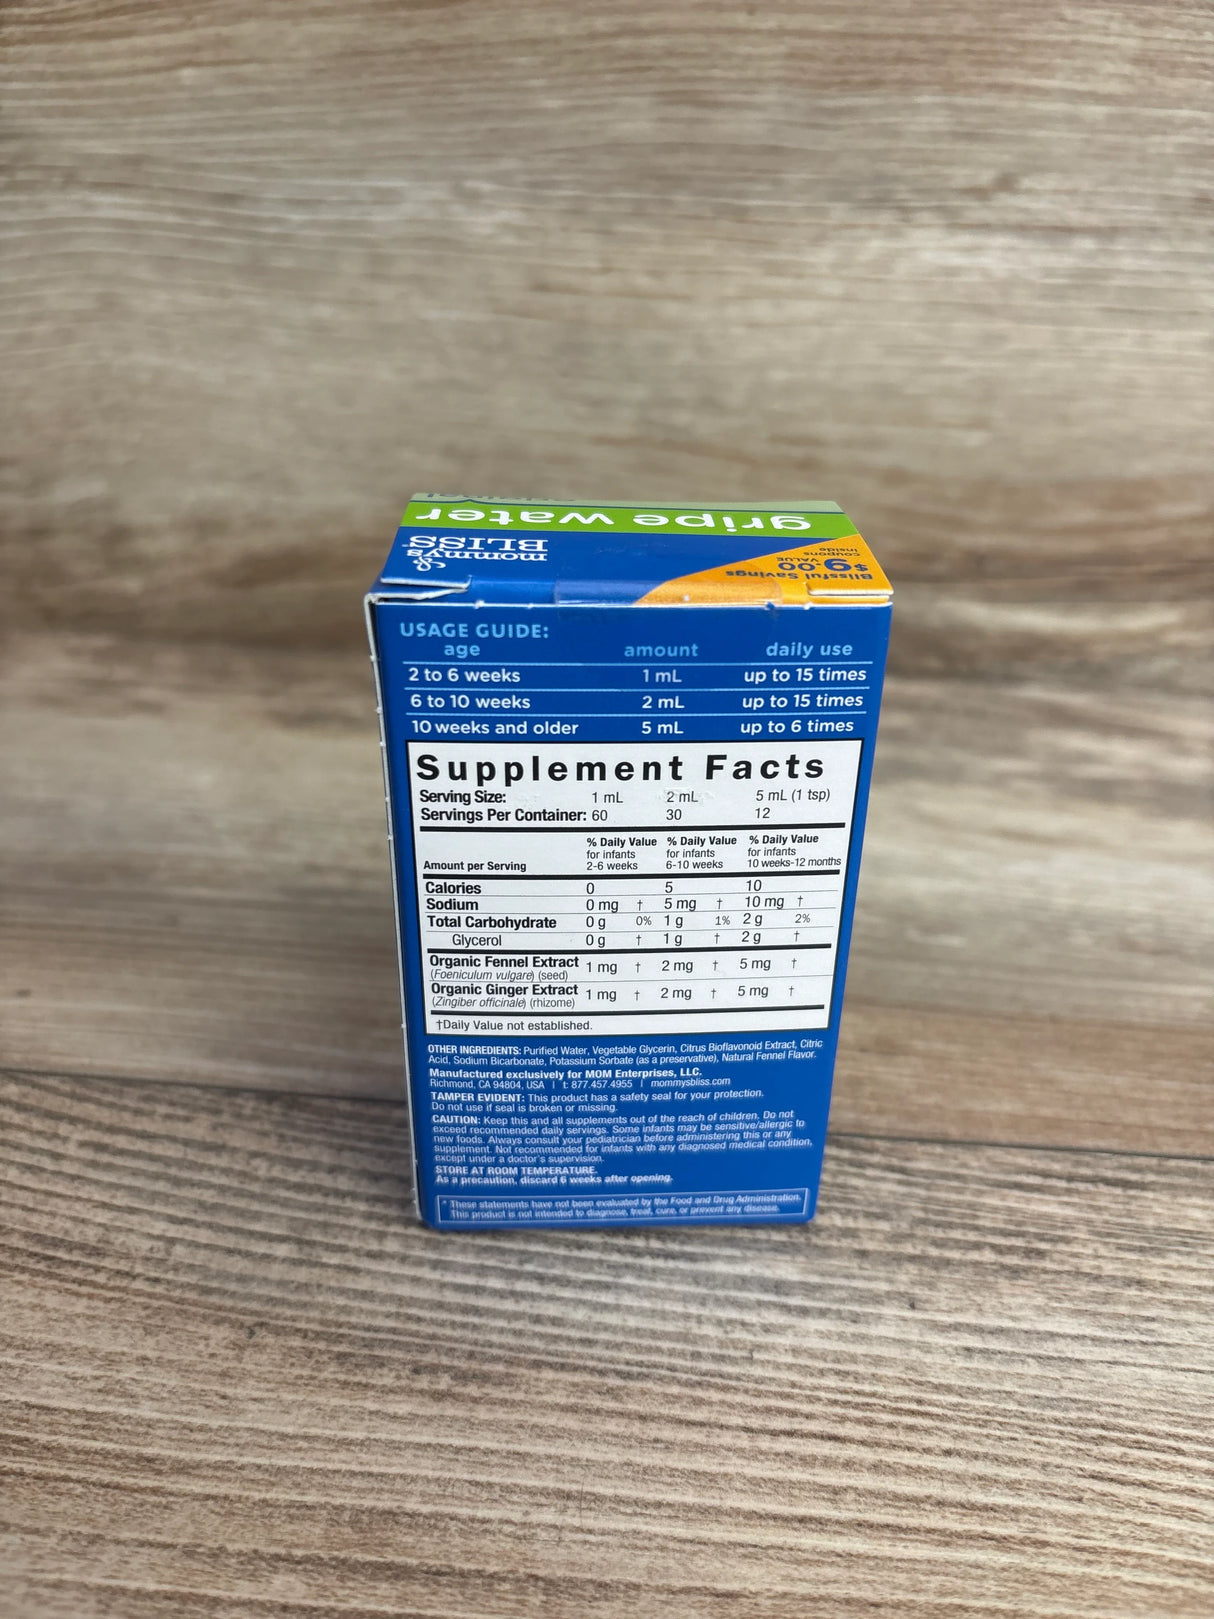 original
gripe water
mommy's
BLISS
Blissful Savings
$9.00
VALUE
coupons
inside
USAGE GUIDE:
age amount daily use
2 to 6 weeks 1 mL up to 15 times
6 to 10 weeks 2 mL up to 15 times
10 weeks and older 5 mL up to 6 times
Supplement Facts
Serving Size: 1 mL 2 mL 5 mL (1 tsp)
Servings Per Container: 60 30 12
% Daily Value % Daily Value % Daily Value
for infants for infants for infants
Amount per Serving 2-6 weeks 6-10 weeks 10 weeks-12 months
Calories 0 5 10
Sodium 0 mg † 5 mg † 10 mg †
Total Carbohydrate 0 g 0% 1 g 1% 2 g 2%
Glycerol 0 g † 1 g † 2 g †
Organic Fennel Extract 1 mg † 2 mg † 5 mg †
(Foeniculum vulgare) (seed)
Organic Ginger Extract 1 mg † 2 mg † 5 mg †
(Zingiber officinale) (rhizome)
†Daily Value not established.
OTHER INGREDIENTS: Purified Water, Vegetable Glycerin, Citrus Bioflavonoid Extract, Citric
Acid, Sodium Bicarbonate, Potassium Sorbate (as a preservative), Natural Fennel Flavor.
Manufactured exclusively for MOM Enterprises, LLC.
Richmond, CA 94804, USA | t: 877.457.4955 | mommysbliss.com
TAMPER EVIDENT: This product has a safety seal for your protection.
Do not use if seal is broken or missing.
CAUTION: Keep this and all supplements out of the reach of children. Do not
exceed recommended daily servings. Some infants may be sensitive/allergic to
new foods. Always consult your pediatrician before administering this or any
supplement. Not recommended for infants with any diagnosed medical condition,
except under a doctor's supervision.
STORE AT ROOM TEMPERATURE.
As a precaution, discard 6 weeks after opening.
* These statements have not been evaluated by the Food and Drug Administration.
This product is not intended to diagnose, treat, cure, or prevent any disease.